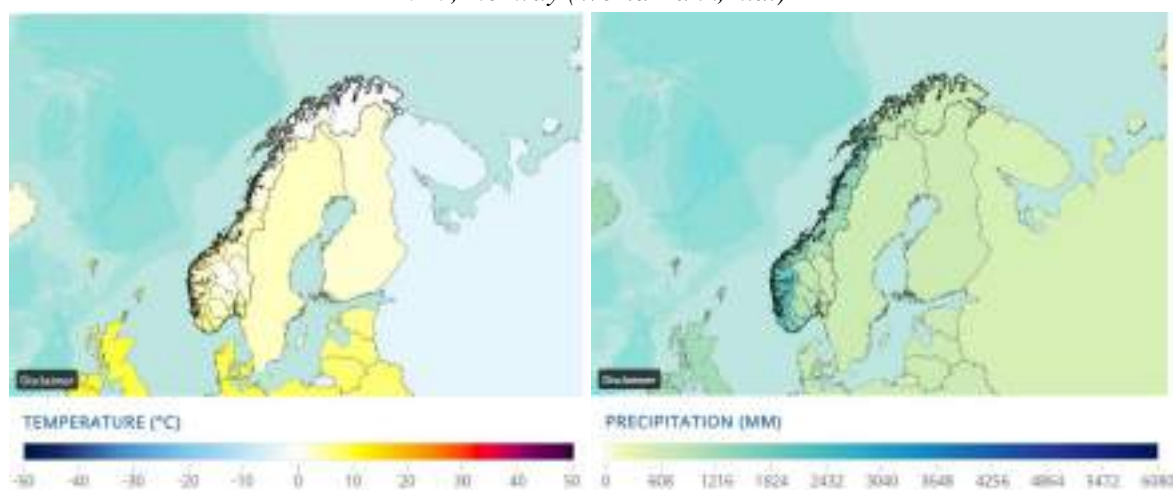 Disclaimer
Disclaimer
TEMPERATURE (°C)
-50 -40 -30 -20 -10 0 10 20 30 40 50
PRECIPITATION (MM)
0 608 1216 1824 2432 3040 3648 4256 4864 5472 6080